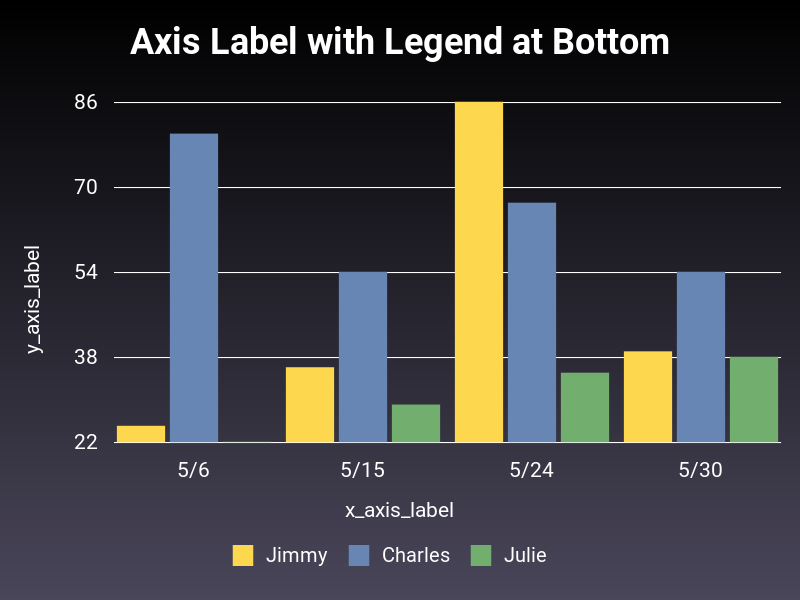 Axis Label with Legend at Bottom
86
70
54
38
22
y_axis_label
5/6 5/15 5/24 5/30
x_axis_label
Jimmy Charles Julie